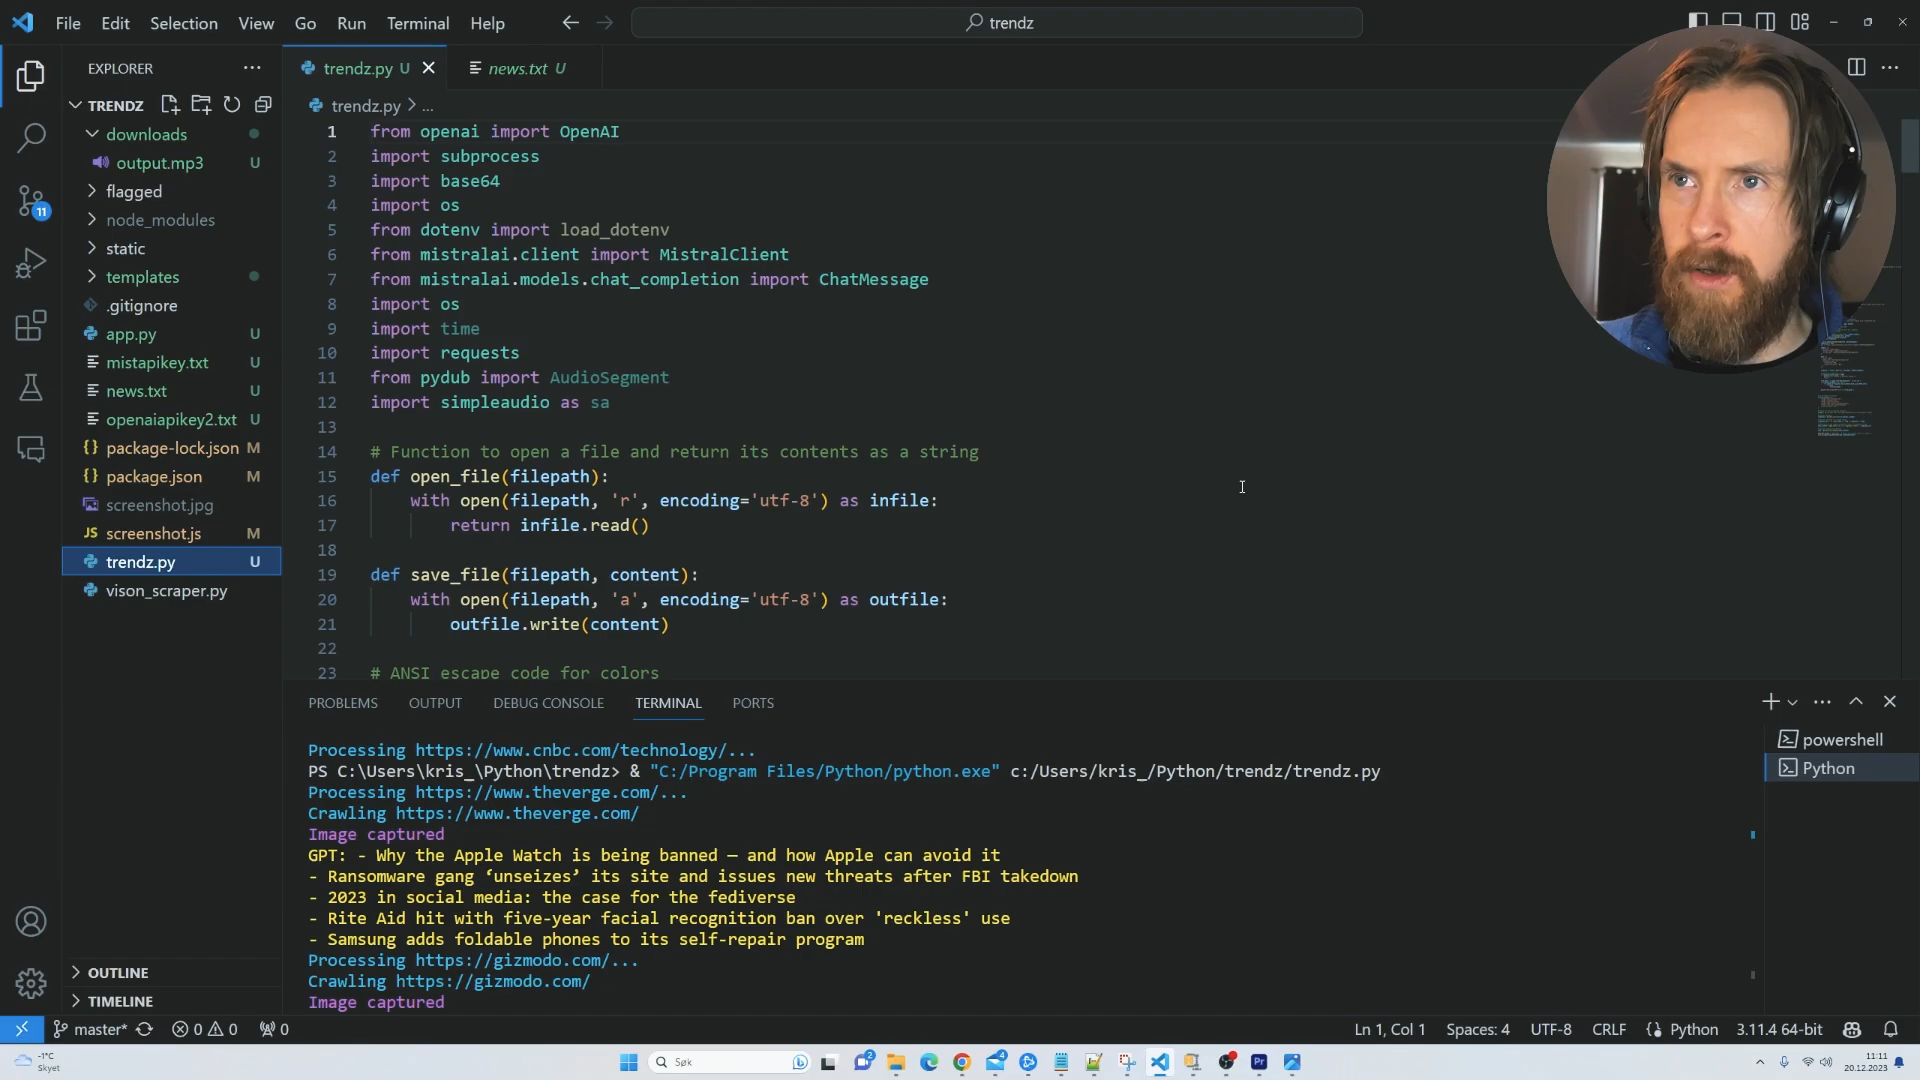 File Edit Selection View Go Run Terminal Help
trendz
EXPLORER
TRENDZ
downloads
output.mp3 U
flagged
node_modules
static
templates
.gitignore
app.py U
mistapikey.txt U
news.txt U
openaiapikey2.txt U
package-lock.json M
package.json M
screenshot.jpg
screenshot.js M
trendz.py U
vison_scraper.py
OUTLINE
TIMELINE
11
trendz.py U
news.txt U
trendz.py > ...
1 from openai import OpenAI
2 import subprocess
3 import base64
4 import os
5 from dotenv import load_dotenv
6 from mistralai.client import MistralClient
7 from mistralai.models.chat_completion import ChatMessage
8 import os
9 import time
10 import requests
11 from pydub import AudioSegment
12 import simpleaudio as sa
13
14 # Function to open a file and return its contents as a string
15 def open_file(filepath):
16 with open(filepath, 'r', encoding='utf-8') as infile:
17 return infile.read()
18
19 def save_file(filepath, content):
20 with open(filepath, 'a', encoding='utf-8') as outfile:
21 outfile.write(content)
22
23 # ANSI escape code for colors
PROBLEMS OUTPUT DEBUG CONSOLE TERMINAL PORTS
Processing https://www.cnbc.com/technology/...
PS C:\Users\kris_\Python\trendz> & "C:/Program Files/Python/python.exe" c:/Users/kris_/Python/trendz/trendz.py
Processing https://www.theverge.com/...
Crawling https://www.theverge.com/
Image captured
GPT: - Why the Apple Watch is being banned — and how Apple can avoid it
- Ransomware gang ‘unseizes’ its site and issues new threats after FBI takedown
- 2023 in social media: the case for the fediverse
- Rite Aid hit with five-year facial recognition ban over 'reckless' use
- Samsung adds foldable phones to its self-repair program
Processing https://gizmodo.com/...
Crawling https://gizmodo.com/
Image captured
powershell
Python
master* 0 0 0
Ln 1, Col 1 Spaces: 4 UTF-8 CRLF Python 3.11.4 64-bit
-1°C
Skyet
Søk
2
4
Pr
11:11
20.12.2023